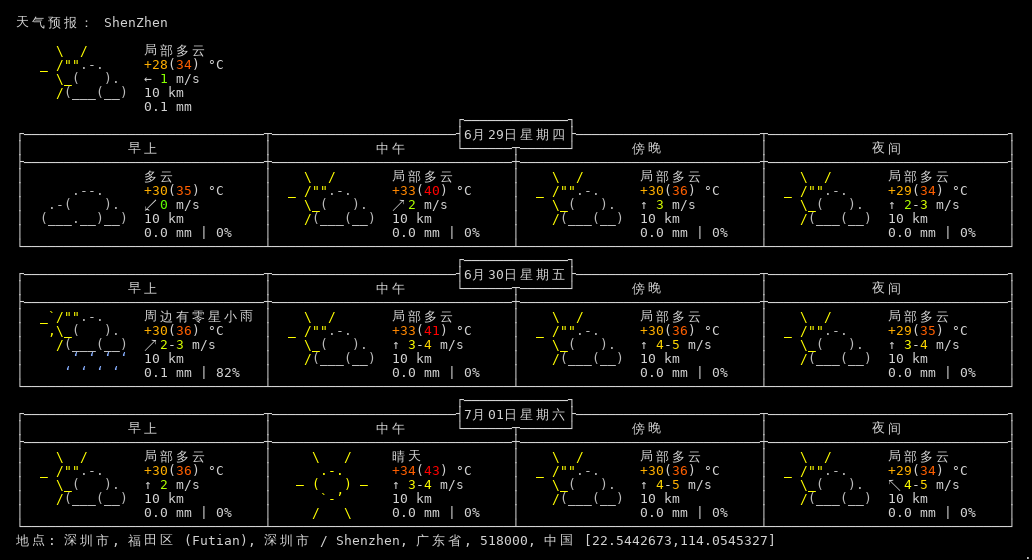 天气预报： ShenZhen
局部多云
+28(34) °C
← 1 m/s
10 km
0.1 mm
6月29日星期四
早上 中午 傍晚 夜间
多云 局部多云 局部多云 局部多云
+30(35) °C +33(40) °C +30(36) °C +29(34) °C
↙ 0 m/s ↗ 2 m/s ↑ 3 m/s ↑ 2-3 m/s
10 km 10 km 10 km 10 km
0.0 mm | 0% 0.0 mm | 0% 0.0 mm | 0% 0.0 mm | 0%
6月30日星期五
早上 中午 傍晚 夜间
周边有零星小雨 局部多云 局部多云 局部多云
+30(36) °C +33(41) °C +30(36) °C +29(35) °C
↗ 2-3 m/s ↑ 3-4 m/s ↑ 4-5 m/s ↑ 3-4 m/s
10 km 10 km 10 km 10 km
0.1 mm | 82% 0.0 mm | 0% 0.0 mm | 0% 0.0 mm | 0%
7月01日星期六
早上 中午 傍晚 夜间
局部多云 晴天 局部多云 局部多云
+30(36) °C +34(43) °C +30(36) °C +29(34) °C
↑ 2 m/s ↑ 3-4 m/s ↑ 4-5 m/s ↖ 4-5 m/s
10 km 10 km 10 km 10 km
0.0 mm | 0% 0.0 mm | 0% 0.0 mm | 0% 0.0 mm | 0%
地点: 深圳市, 福田区 (Futian), 深圳市 / Shenzhen, 广东省, 518000, 中国 [22.5442673,114.0545327]